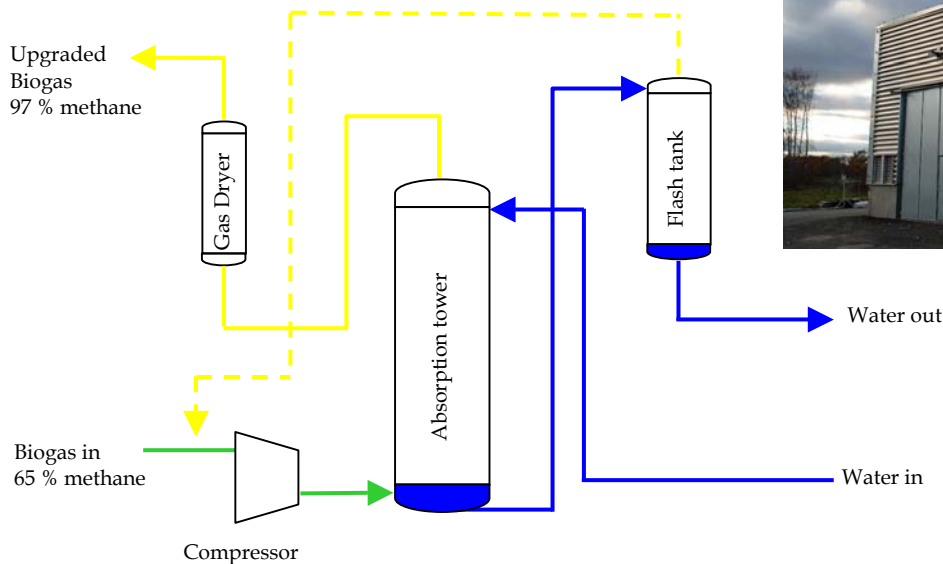 Upgraded
Biogas
97 % methane
Gas Dryer
Absorption tower
Flash tank
Water out
Biogas in
65 % methane
Water in
Compressor